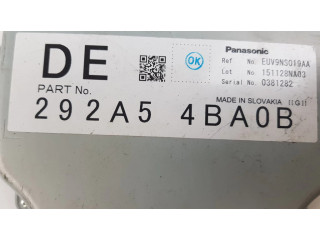 DE
OK
Panasonic
Ref No. EUV9NS019AA
Lot No. 151128NA03
Serial No. 0381282
PART No.
MADE IN SLOVAKIA
292A5 4BA0B